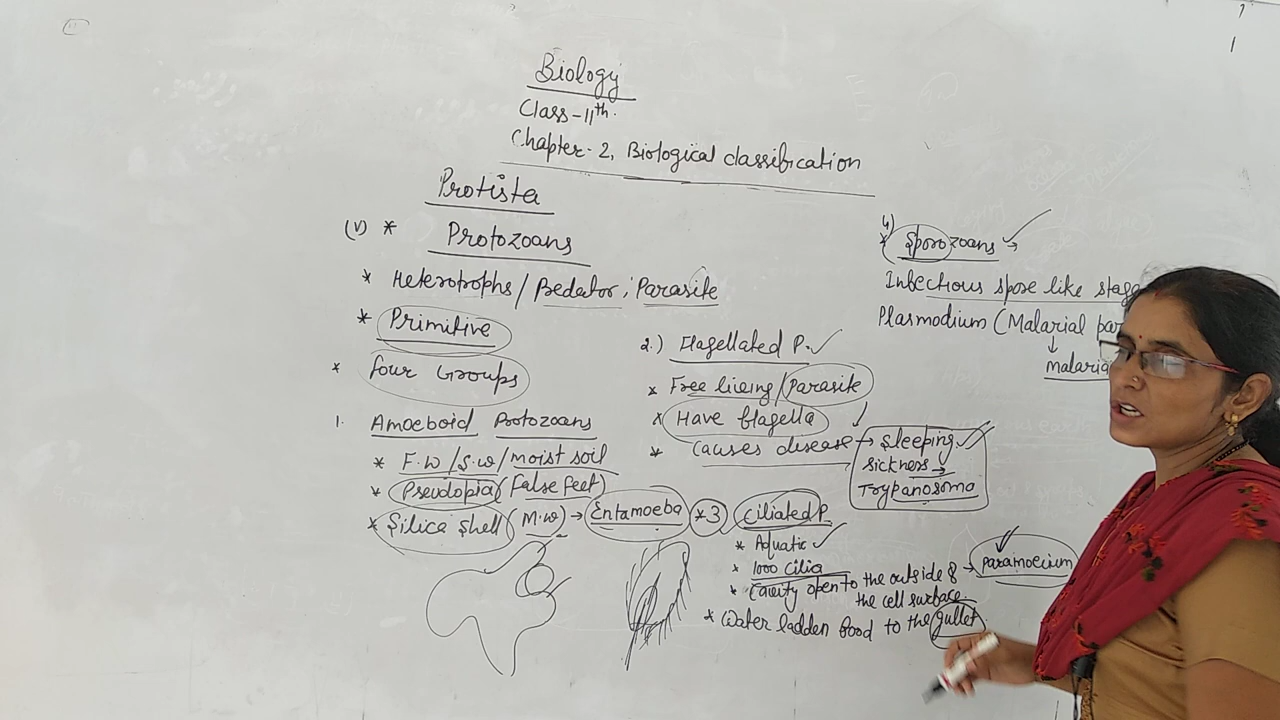 Biology
Class-11th.
Chapter-2, Biological classification
Protista
(V) * Protozoans
* Heterotrophs / Predator; Parasite
* Primitive
* four Groups
1. Amoeboid Protozoans
* F.W / S.W / Moist soil
* Pseudopia (False feet)
* Silica Shell (M.W) → Entamoeba
2.) Flagellated P.
* Free living / Parasite
* Have flagella
* Causes disease → Sleeping
sickness →
Trypanosoma
*3 Ciliated P.
* Aquatic
* 1000 Cilia
* Cavity open to the outside of → paramoecium
the cell surface.
* Water ladden food to the gullet
4)
* Sporozoans →
Infectious spore like stage
Plasmodium (Malarial par
↓
malaria